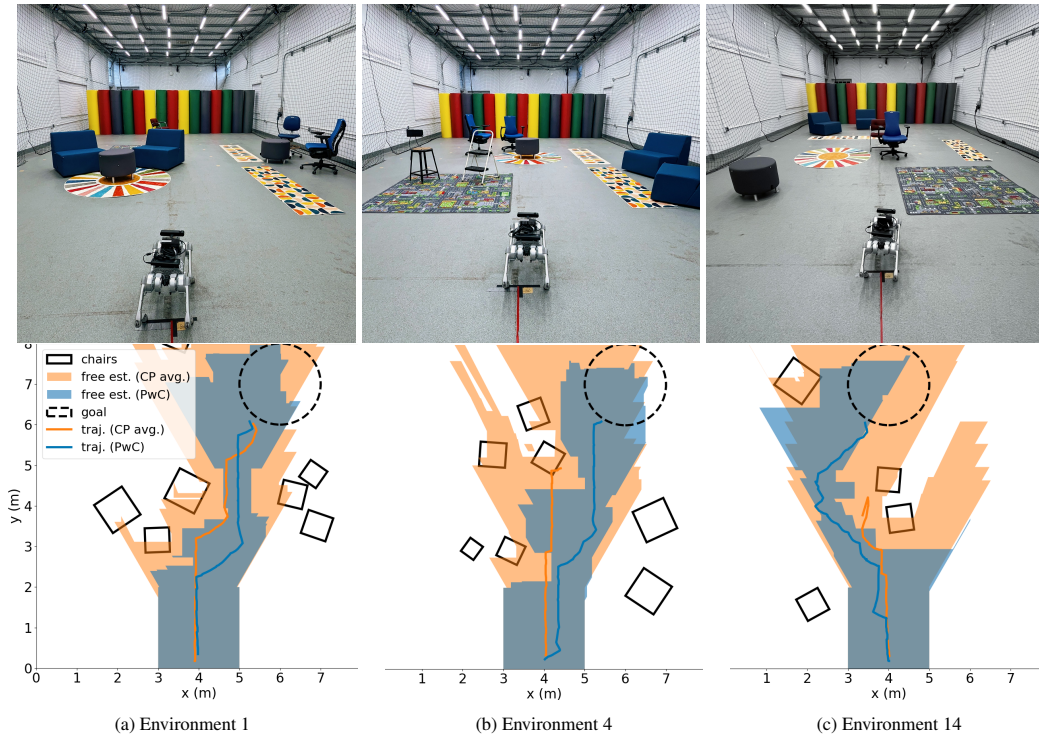 8
7
6
5
4
3
2
1
0
y (m)
chairs
free est. (CP avg.)
free est. (PwC)
goal
traj. (CP avg.)
traj. (PwC)
0 1 2 3 4 5 6 7
1 2 3 4 5 6 7
1 2 3 4 5 6 7
x (m)
x (m)
x (m)
(a) Environment 1
(b) Environment 4
(c) Environment 14